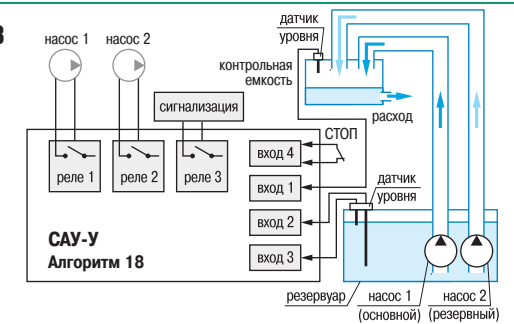 В
насос 1
насос 2
датчик
уровня
контрольная
емкость
сигнализация
расход
СТОП
реле 1
реле 2
реле 3
вход 4
вход 1
вход 2
вход 3
датчик
уровня
САУ-У
Алгоритм 18
резервуар
насос 1
(основной)
насос 2
(резервный)